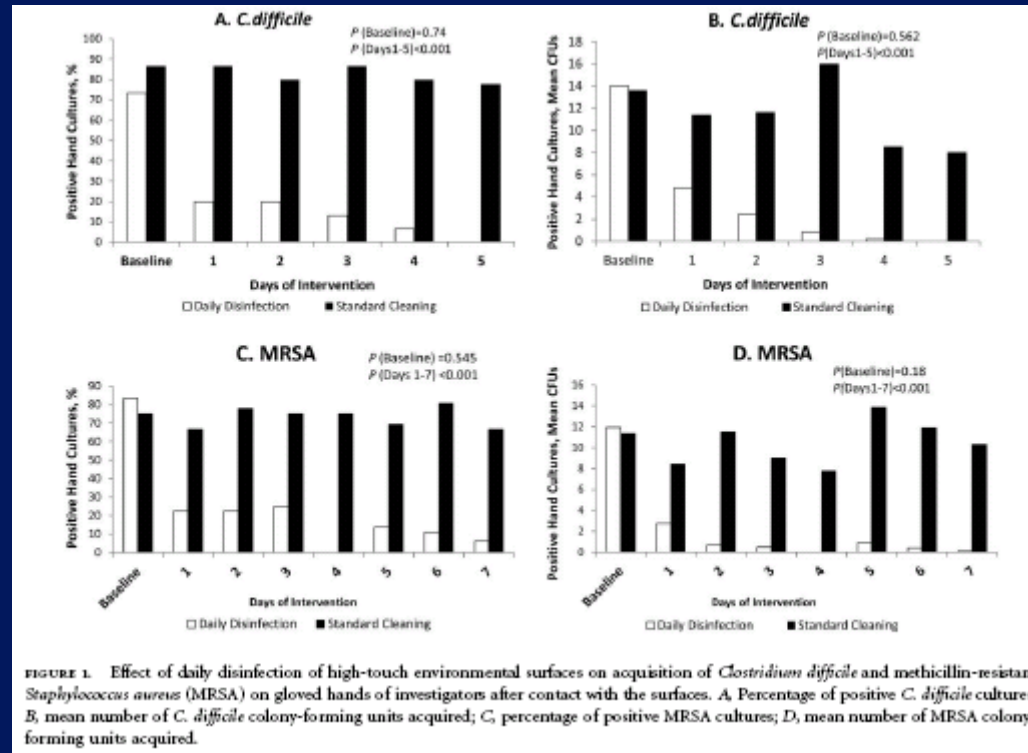 A. C.difficile
P (Baseline)=0.74
P (Days 1-5)<0.001
Positive Hand Cultures, %
100
90
80
70
60
50
40
30
20
10
0
Baseline 1 2 3 4 5
Days of Intervention
Daily Disinfection Standard Cleaning
B. C.difficile
P (Baseline)=0.562
P(Days1-5)<0.001
Positive Hand Cultures, Mean CFUs
18
16
14
12
10
8
6
4
2
0
Baseline 1 2 3 4 5
Days of Intervention
Daily Disinfection Standard Cleaning
C. MRSA
P (Baseline) =0.545
P (Days 1-7) <0.001
Positive Hand Cultures, %
90
80
70
60
50
40
30
20
10
0
Baseline 1 2 3 4 5 6 7
Days of Intervention
Daily Disinfection Standard Cleaning
D. MRSA
P(Baseline)=0.18
P(Days1-7)<0.001
Positive Hand Cultures, Mean CFUs
16
14
12
10
8
6
4
2
0
Baseline 1 2 3 4 5 6 7
Days of Intervention
Daily Disinfection Standard Cleaning
FIGURE 1. Effect of daily disinfection of high-touch environmental surfaces on acquisition of Clostridium difficile and methicillin-resistan
Staphylococcus aureus (MRSA) on gloved hands of investigators after contact with the surfaces. A, Percentage of positive C. difficile culture
B, mean number of C. difficile colony-forming units acquired; C, percentage of positive MRSA cultures; D, mean number of MRSA colony
forming units acquired.